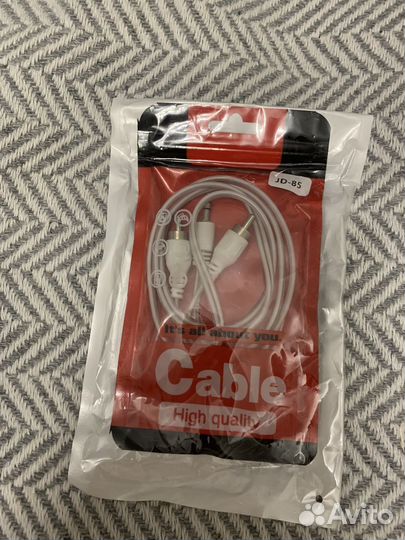 JD-85
It's all about you.
Cable
High quality
Avito